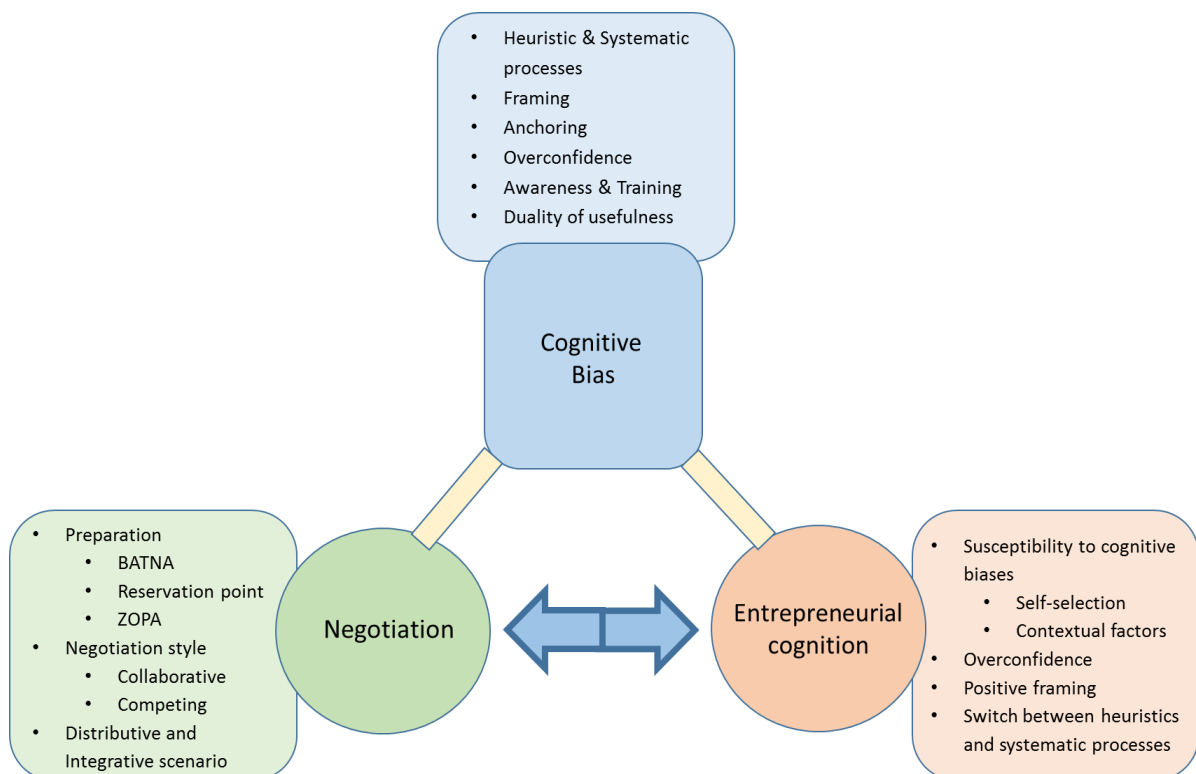 • Heuristic & Systematic
processes
• Framing
• Anchoring
• Overconfidence
• Awareness & Training
• Duality of usefulness
Cognitive
Bias
• Preparation
• BATNA
• Reservation point
• ZOPA
• Negotiation style
• Collaborative
• Competing
• Distributive and
Integrative scenario
Negotiation
Entrepreneurial
cognition
• Susceptibility to cognitive
biases
• Self-selection
• Contextual factors
• Overconfidence
• Positive framing
• Switch between heuristics
and systematic processes